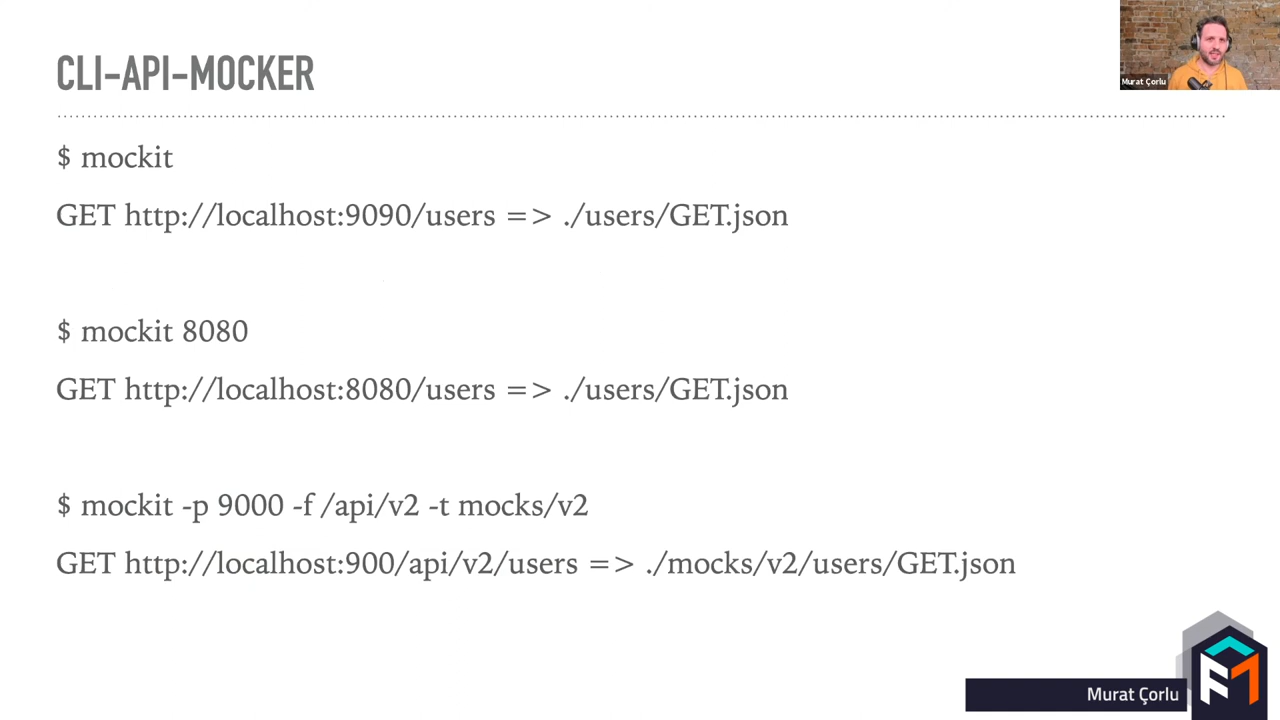 CLI-API-MOCKER
Murat Çorlu
$ mockit
GET http://localhost:9090/users => ./users/GET.json
$ mockit 8080
GET http://localhost:8080/users => ./users/GET.json
$ mockit -p 9000 -f /api/v2 -t mocks/v2
GET http://localhost:900/api/v2/users => ./mocks/v2/users/GET.json
Murat Çorlu